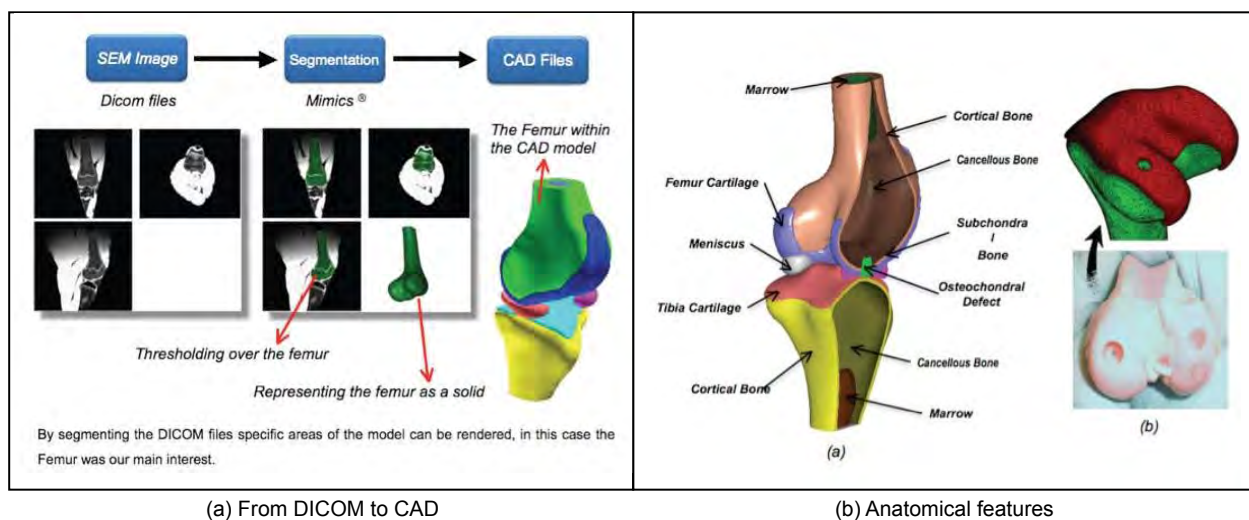 SEM Image
Segmentation
CAD Files
Dicom files
Mimics ®
The Femur within
the CAD model
Thresholding over the femur
Representing the femur as a solid
By segmenting the DICOM files specific areas of the model can be rendered, in this case the
Femur was our main interest.
Marrow
Cortical Bone
Cancellous Bone
Femur Cartilage
Meniscus
Subchondra
l
Bone
Osteochondral
Defect
Tibia Cartilage
Cancellous Bone
Cortical Bone
Marrow
(a)
(b)
(a) From DICOM to CAD
(b) Anatomical features